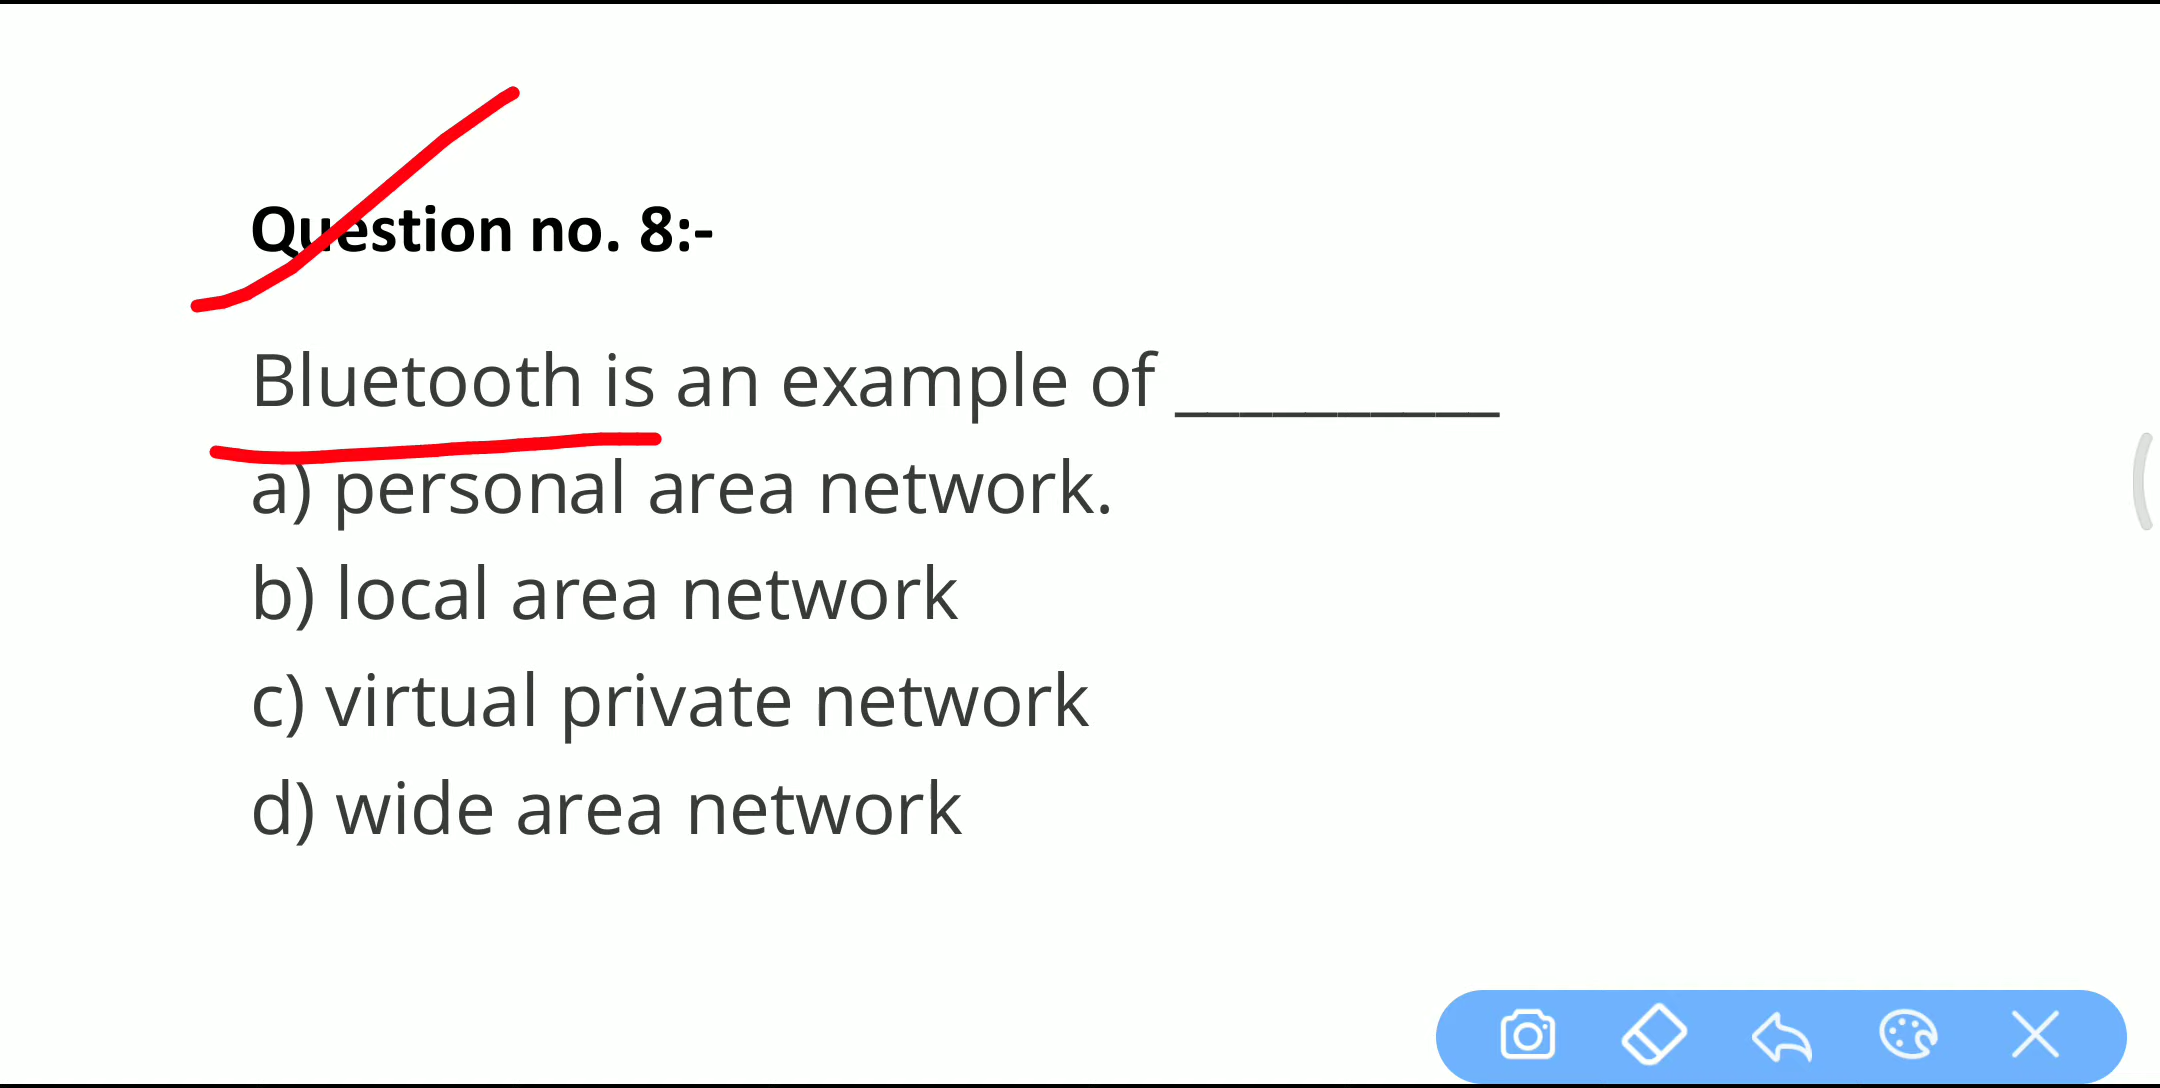 Question no. 8:-
Bluetooth is an example of __________
a) personal area network.
b) local area network
c) virtual private network
d) wide area network